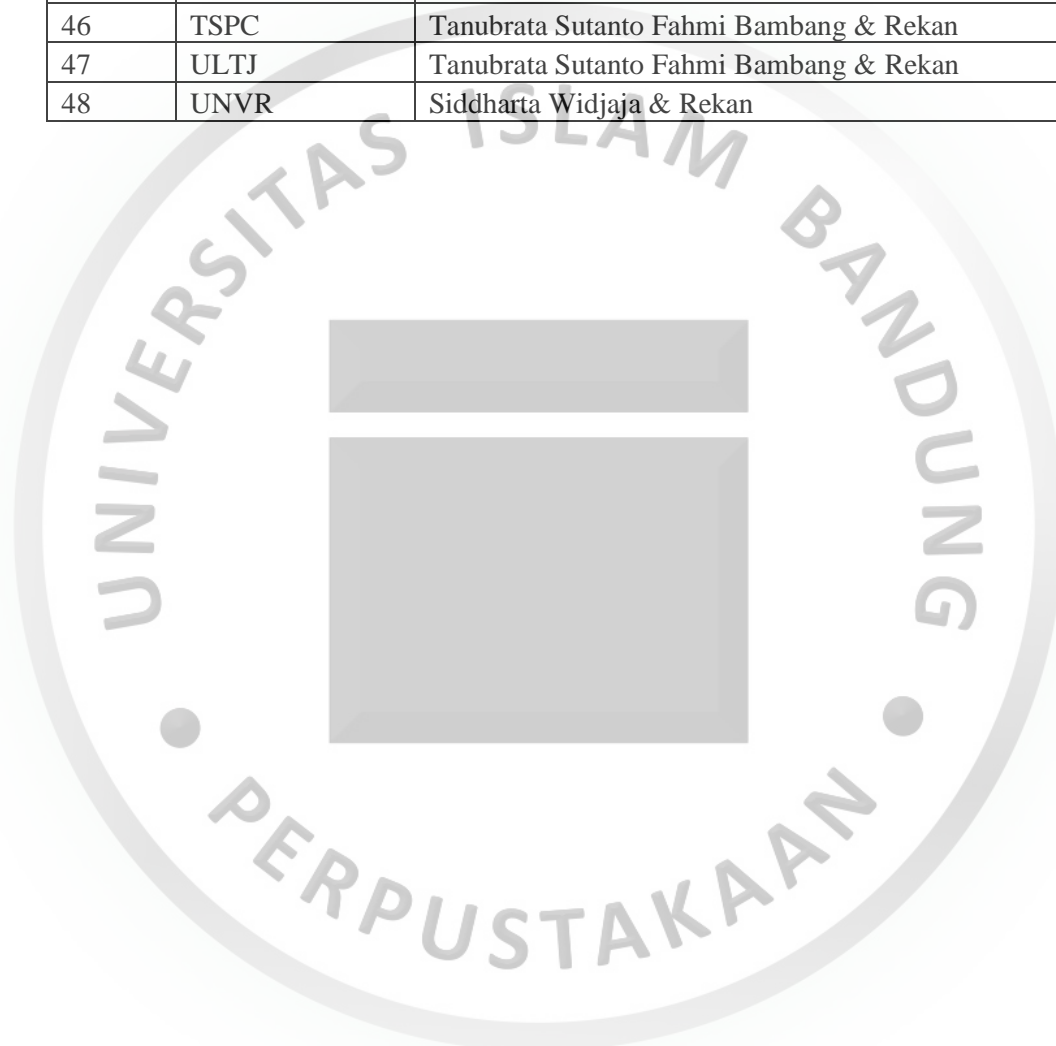 46 TSPC Tanubrata Sutanto Fahmi Bambang & Rekan
47 ULTJ Tanubrata Sutanto Fahmi Bambang & Rekan
48 UNVR Siddharta Widjaja & Rekan
UNIVERSITAS ISLAM BANDUNG
PERPUSTAKAAN